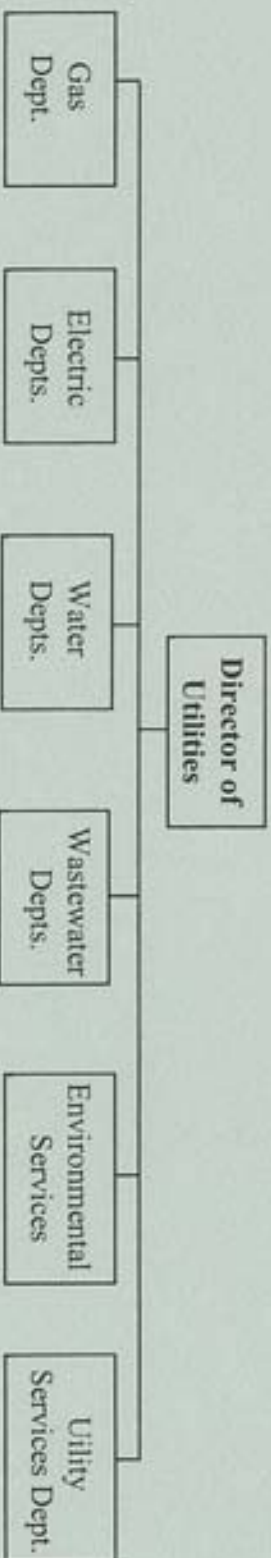 Director of
Utilities
Gas
Dept.
Electric
Depts.
Water
Depts.
Wastewater
Depts.
Environmental
Services
Uility
Services Dept.